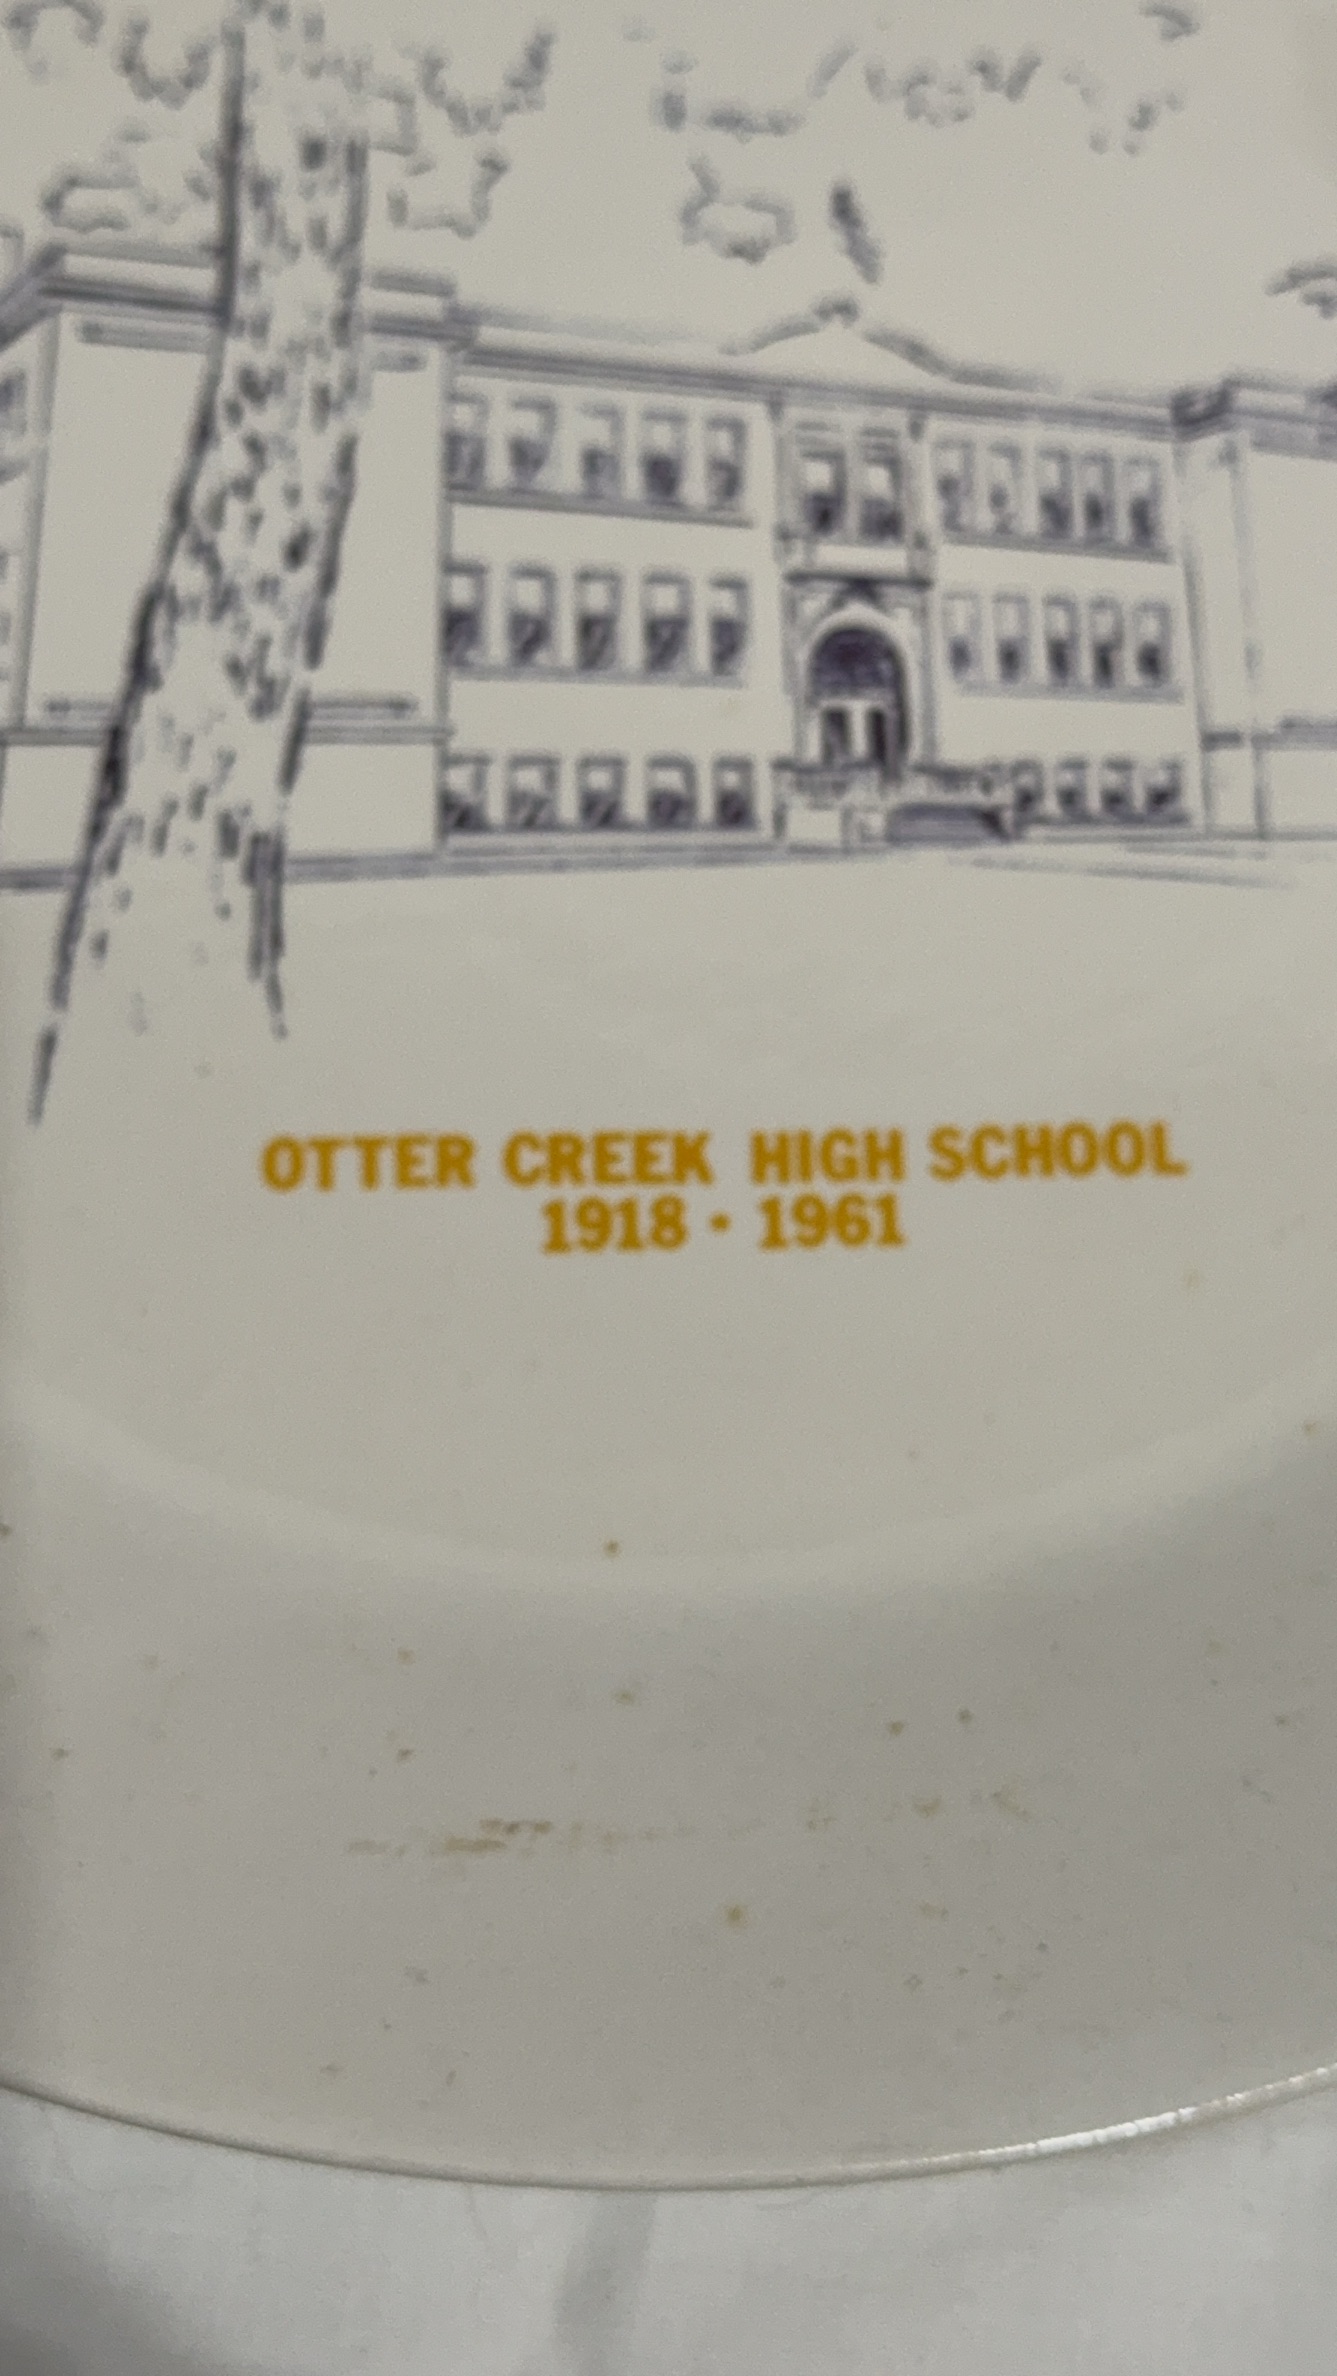 OTTER CREEK HIGH SCHOOL
1918 • 1961